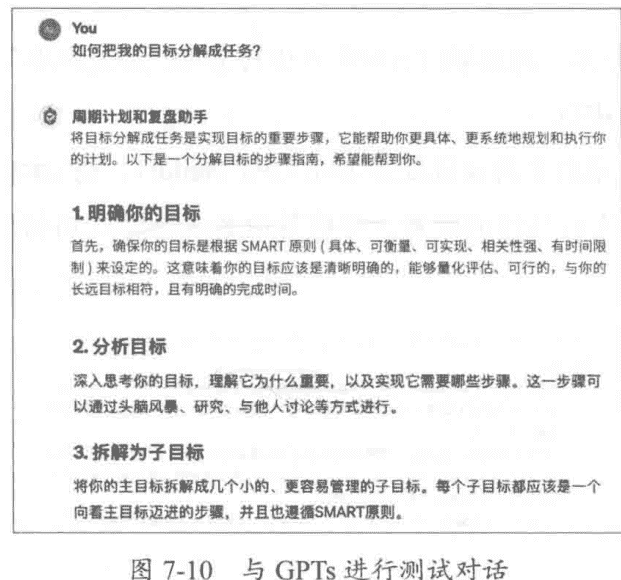 You
如何把我的目标分解成任务?
周期计划和复盘助手
将目标分解成任务是实现目标的重要步骤，它能帮助你更具体、更系统地规划和执行你
的计划。以下是一个分解目标的步骤指南，希望能帮到你。
1. 明确你的目标
首先，确保你的目标是根据 SMART 原则 ( 具体、可衡量、可实现、相关性强、有时间限
制 ) 来设定的。这意味着你的目标应该是清晰明确的，能够量化评估、可行的，与你的
长远目标相符，且有明确的完成时间。
2. 分析目标
深入思考你的目标，理解它为什么重要，以及实现它需要哪些步骤。这一步骤可
以通过头脑风暴、研究、与他人讨论等方式进行。
3. 拆解为子目标
将你的主目标拆解成几个小的、更容易管理的子目标。每个子目标都应该是一个
向着主目标迈进的步骤，并且也遵循SMART原则。
图 7-10 与 GPTs 进行测试对话